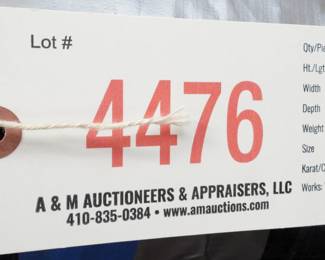 Lot #
4476
A & M AUCTIONEERS & APPRAISERS, LLC
410-835-0384 • www.amauctions.com
Qty/Pie
Ht./Lgt
Width
Depth
Weight
Size
Karat/C
Works: